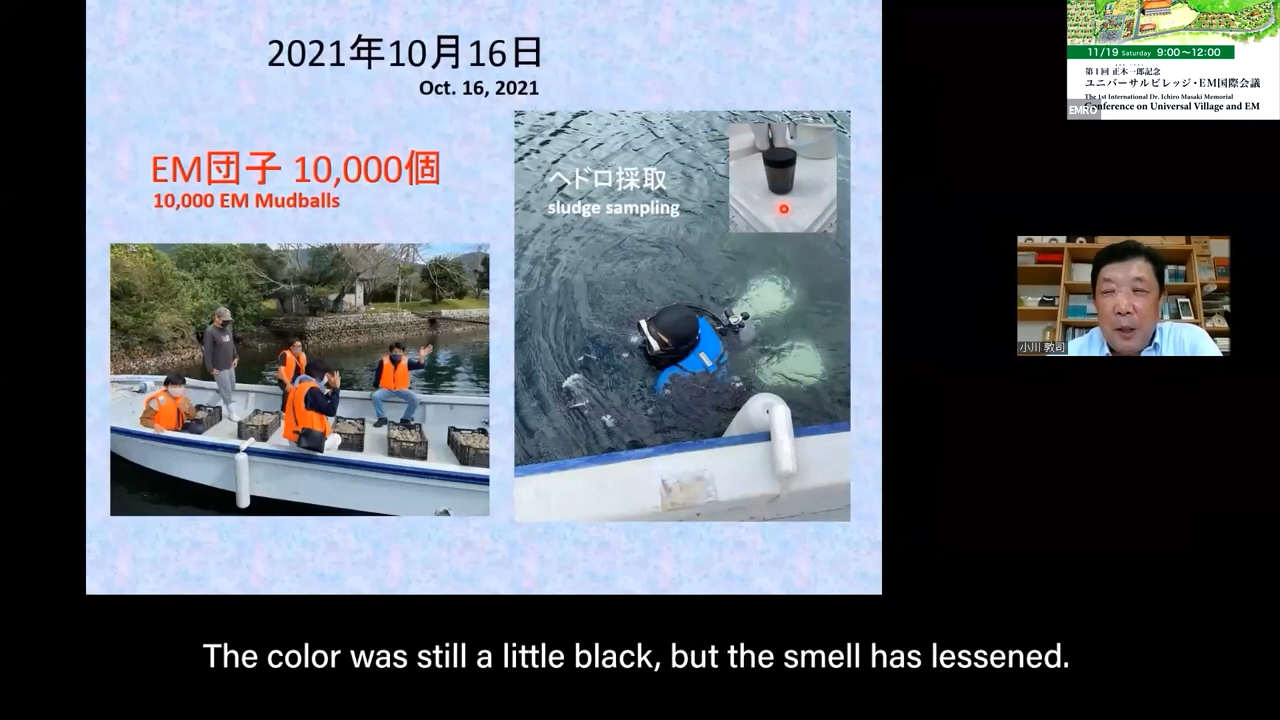 2021年10月16日
Oct. 16, 2021
EM団子 10,000個
10,000 EM Mudballs
ヘドロ採取
sludge sampling
11/19 Saturday 9:00～12:00
第1回 正木一郎記念
ユニバーサルビレッジ・EM国際会議
The 1st International Dr. Ichiro Masaki Memorial
Conference on Universal Village and EM
EMRO
小川 敦司
The color was still a little black, but the smell has lessened.